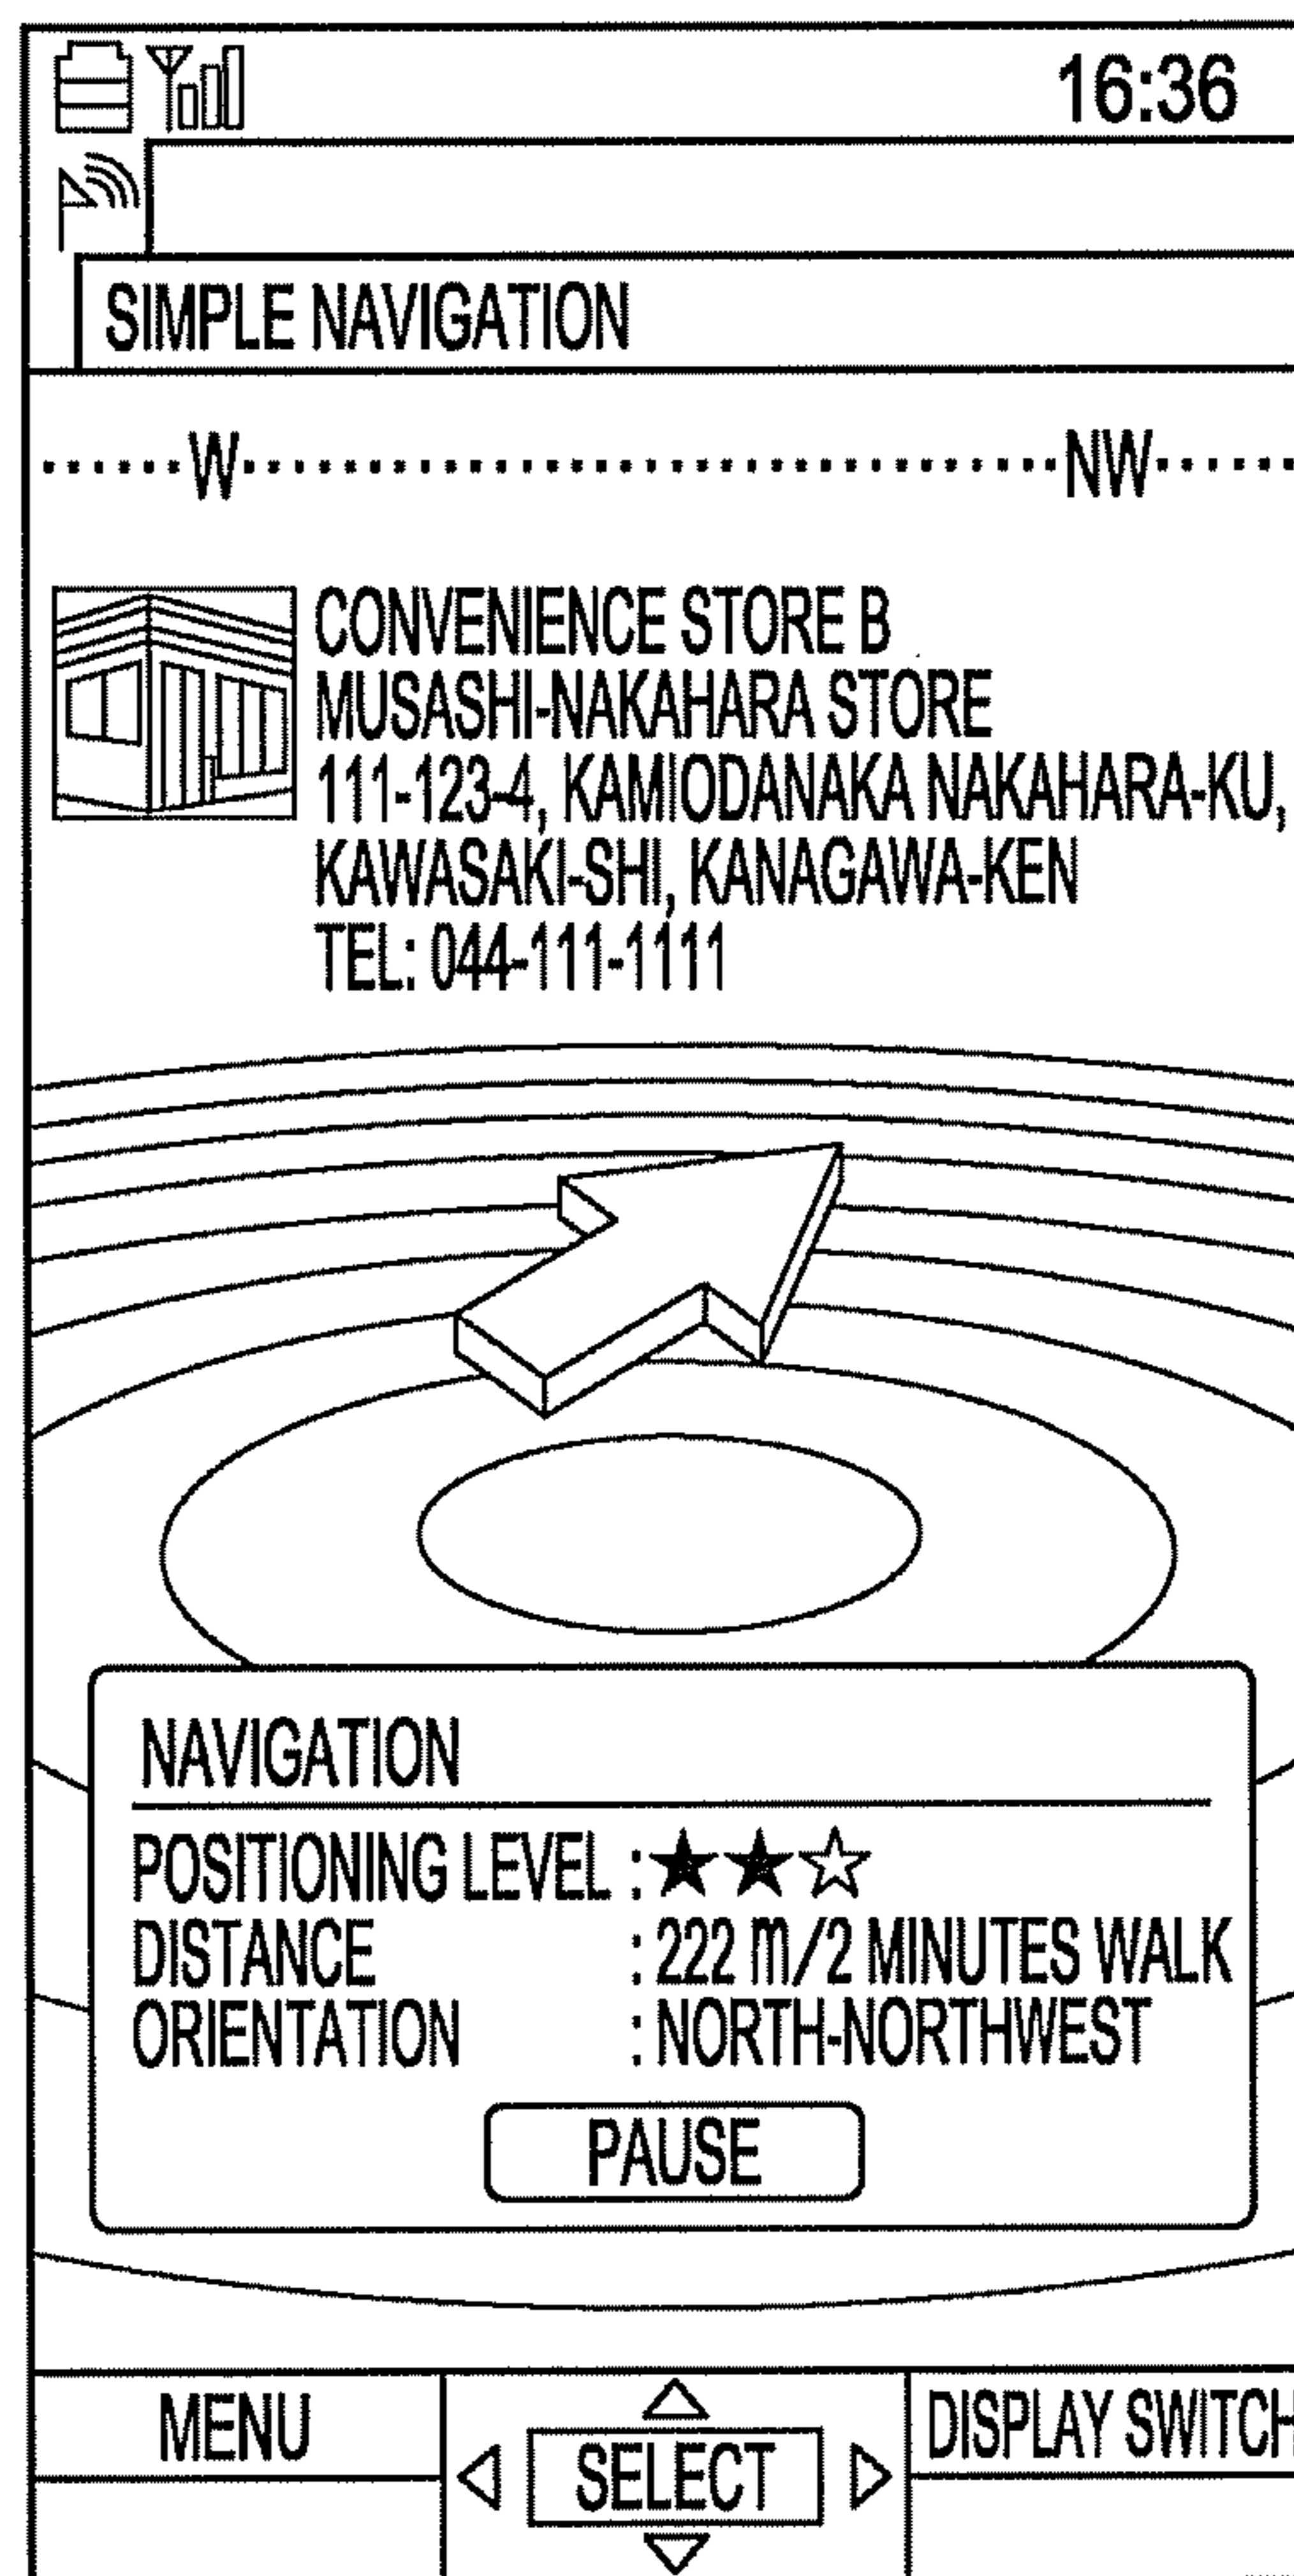 16:36
SIMPLE NAVIGATION
W NW
CONVENIENCE STORE B
MUSASHI-NAKAHARA STORE
111-123-4, KAMIODANAKA NAKAHARA-KU,
KAWASAKI-SHI, KANAGAWA-KEN
TEL: 044-111-1111
NAVIGATION
POSITIONING LEVEL : ★★☆
DISTANCE : 222 m/2 MINUTES WALK
ORIENTATION : NORTH-NORTHWEST
PAUSE
MENU SELECT DISPLAY SWITCH